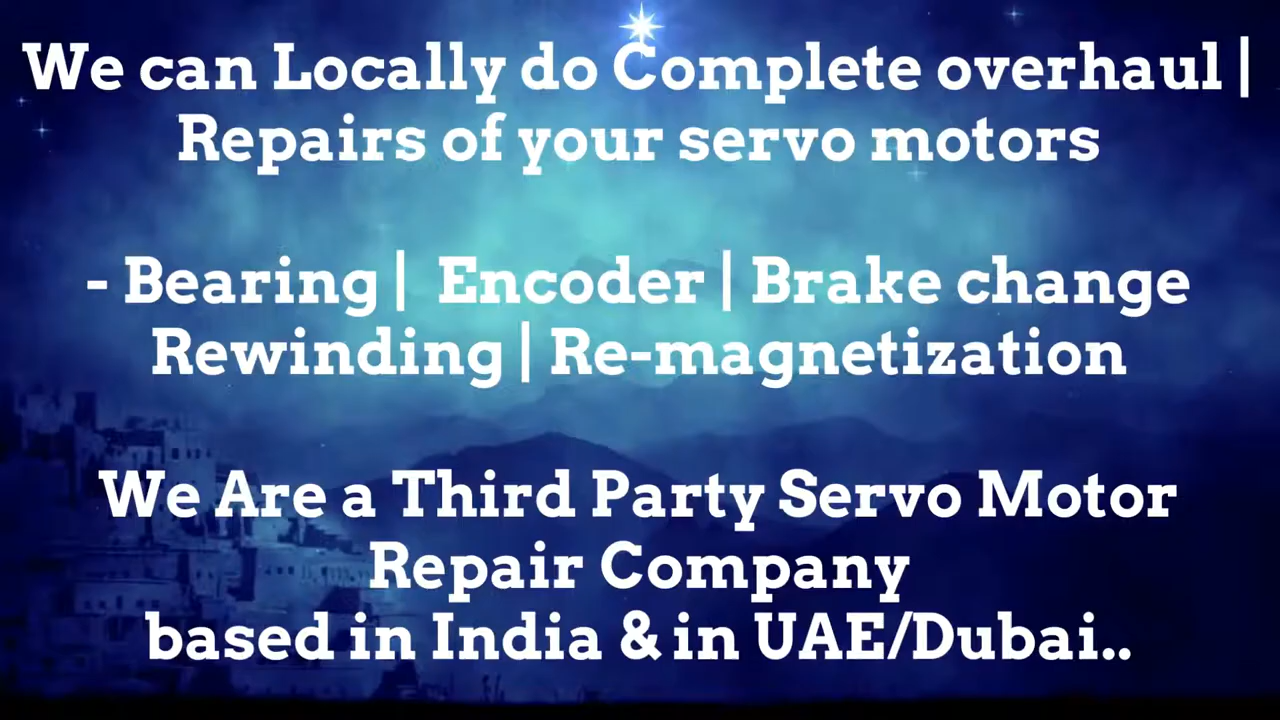 We can Locally do Complete overhaul |
Repairs of your servo motors
- Bearing | Encoder | Brake change
Rewinding | Re-magnetization
We Are a Third Party Servo Motor
Repair Company
based in India & in UAE/Dubai..